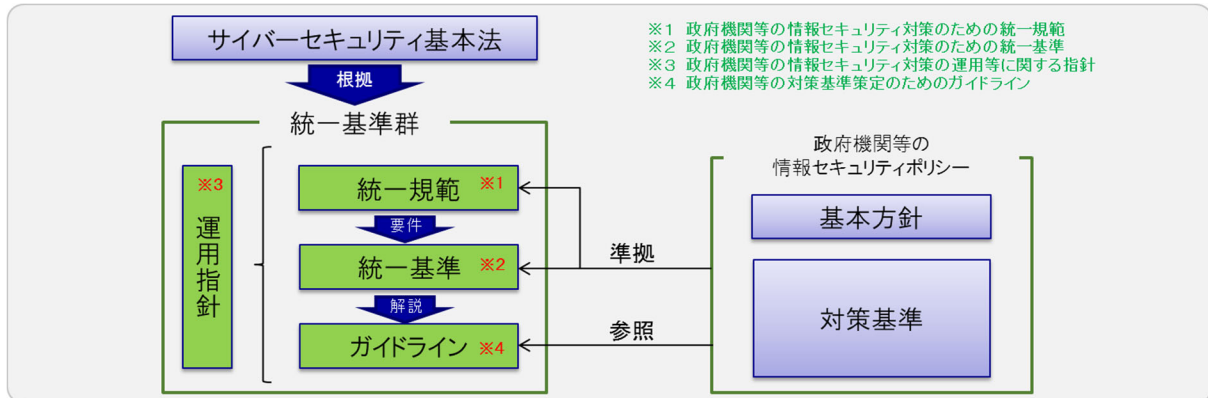 サイバーセキュリティ基本法
根拠
※1 政府機関等の情報セキュリティ対策のための統一規範
※2 政府機関等の情報セキュリティ対策のための統一基準
※3 政府機関等の情報セキュリティ対策の運用等に関する指針
※4 政府機関等の対策基準策定のためのガイドライン
統一基準群
※3
運用指針
統一規範 ※1
要件
統一基準 ※2
解説
ガイドライン ※4
準拠
参照
政府機関等の
情報セキュリティポリシー
基本方針
対策基準